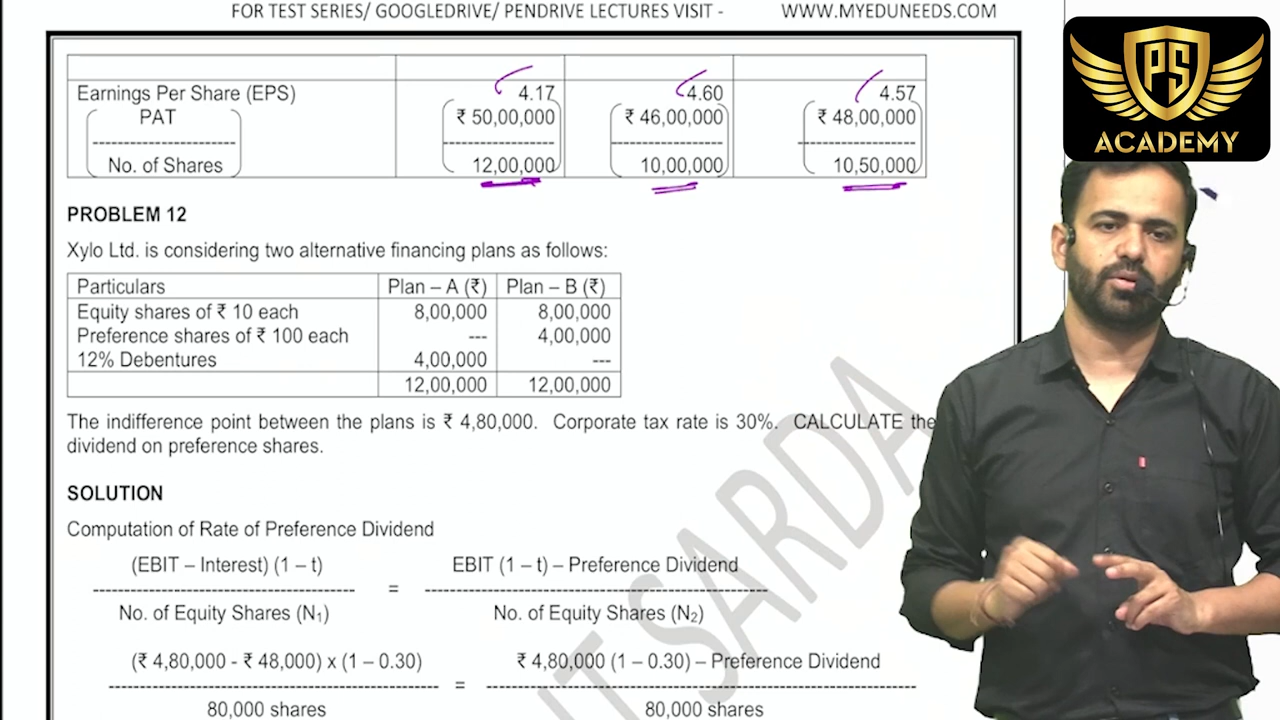 FOR TEST SERIES/ GOOGLEDRIVE/ PENDRIVE LECTURES VISIT - WWW.MYEDUNEEDS.COM
PS
ACADEMY
Earnings Per Share (EPS) 4.17 4.60 4.57
PAT ₹ 50,00,000 ₹ 46,00,000 ₹ 48,00,000
No. of Shares 12,00,000 10,00,000 10,50,000
PROBLEM 12
Xylo Ltd. is considering two alternative financing plans as follows:
Particulars Plan – A (₹) Plan – B (₹)
Equity shares of ₹ 10 each 8,00,000 8,00,000
Preference shares of ₹ 100 each --- 4,00,000
12% Debentures 4,00,000 ---
12,00,000 12,00,000
The indifference point between the plans is ₹ 4,80,000. Corporate tax rate is 30%. CALCULATE the
dividend on preference shares.
SOLUTION
Computation of Rate of Preference Dividend
(EBIT – Interest) (1 – t) = EBIT (1 – t) – Preference Dividend
No. of Equity Shares (N₁) No. of Equity Shares (N₂)
(₹ 4,80,000 - ₹ 48,000) x (1 – 0.30) = ₹ 4,80,000 (1 – 0.30) – Preference Dividend
80,000 shares 80,000 shares
SARDA